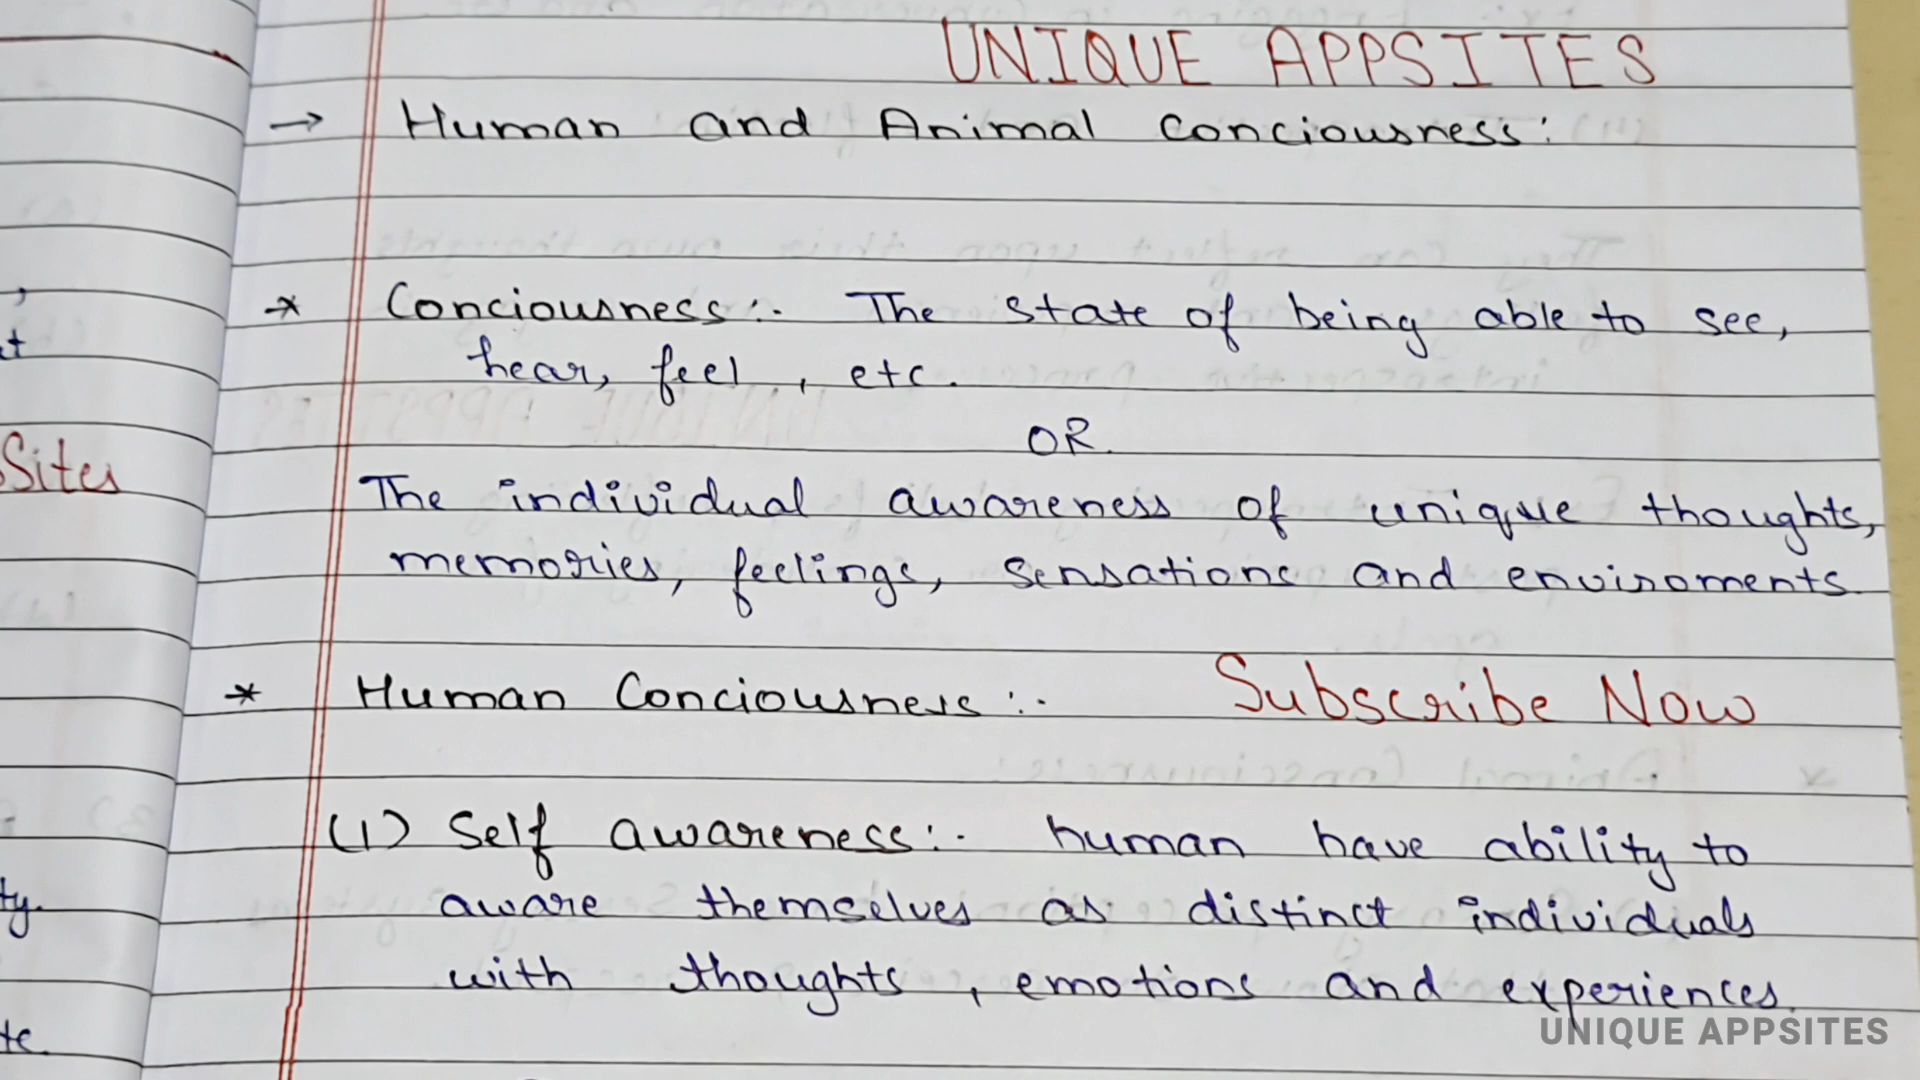 UNIQUE APPSITES
→ Human and Animal Conciousness:
* Conciousness:- The state of being able to see,
hear, feel, etc.
OR
The individual awareness of unique thoughts,
memories, feelings, sensations and enviroments.
* Human Conciousness:-
Subscribe Now
(1) Self awareness:- human have ability to
aware themselves as distinct individuals
with thoughts, emotions and experiences.
UNIQUE APPSITES
Sites
ty.